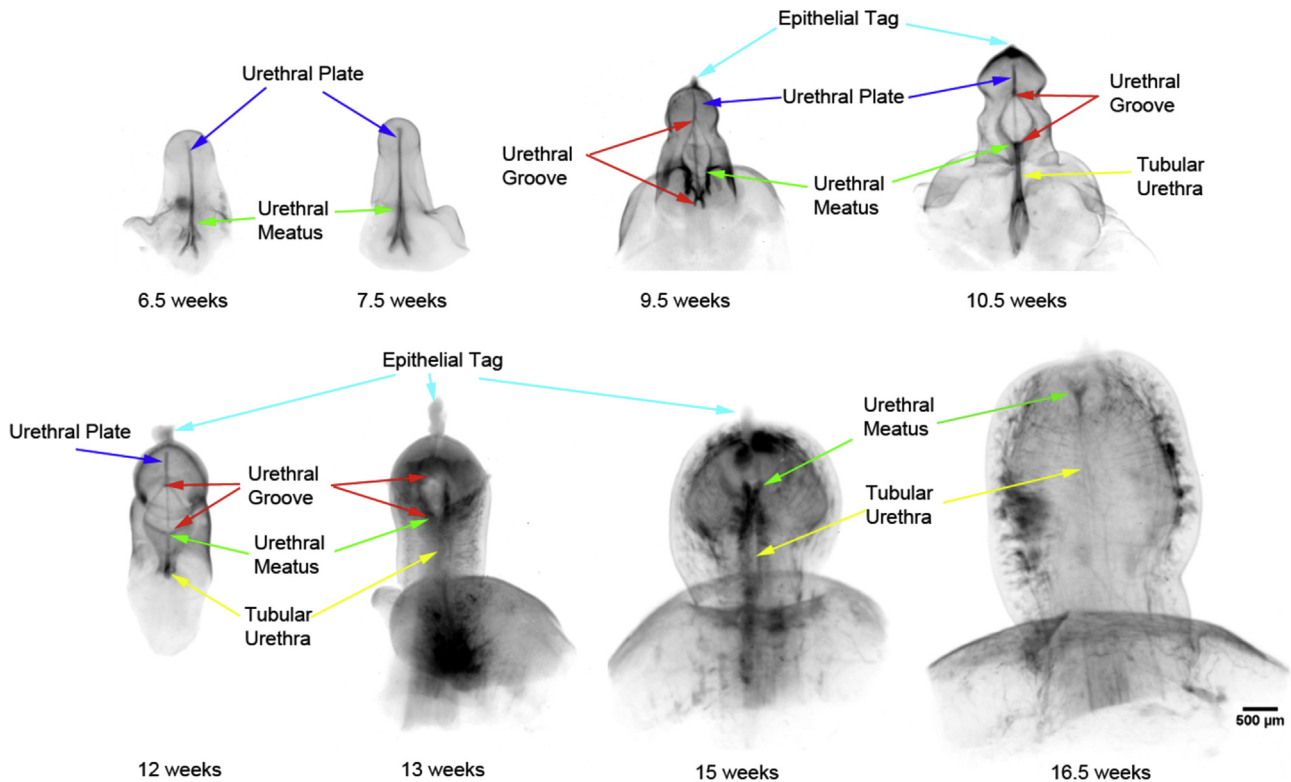 Epithelial Tag
Urethral Plate
Urethral Plate
Urethral
Groove
Urethral
Groove
Urethral
Meatus
Urethral
Meatus
Tubular
Urethra
6.5 weeks
7.5 weeks
9.5 weeks
10.5 weeks
Epithelial Tag
Urethral
Meatus
Urethral Plate
Urethral
Groove
Tubular
Urethra
Urethral
Meatus
Tubular
Urethra
500 µm
12 weeks
13 weeks
15 weeks
16.5 weeks